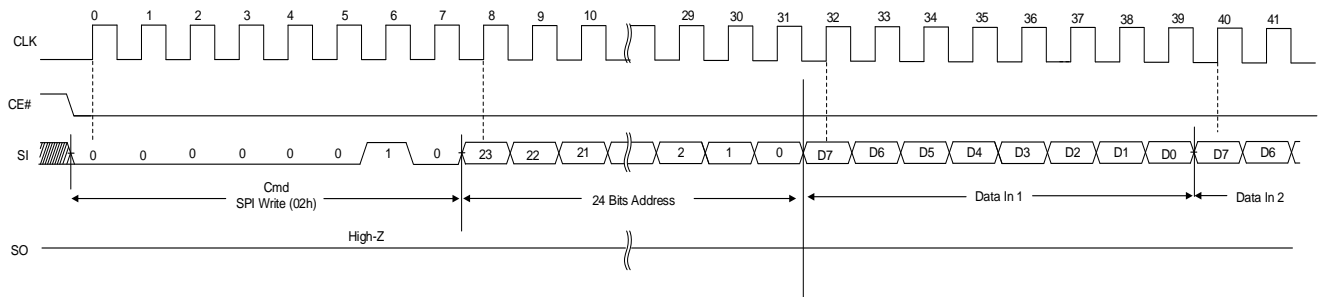 0 1 2 3 4 5 6 7 8 9 10 29 30 31 32 33 34 35 36 37 38 39 40 41
CLK
CE#
SI 0 0 0 0 0 0 1 0 23 22 21 2 1 0 D7 D6 D5 D4 D3 D2 D1 D0 D7 D6
Cmd
SPI Write (02h) 24 Bits Address Data In 1 Data In 2
High-Z
SO